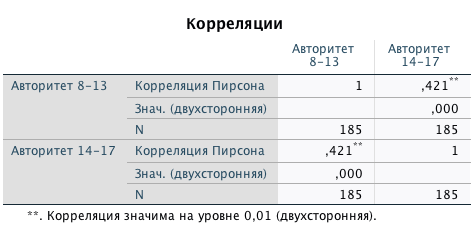 Корреляции
Авторитет 8–13 Авторитет 14–17
Авторитет 8–13 Корреляция Пирсона 1 ,421**
Знач. (двухсторонняя) ,000
N 185 185
Авторитет 14–17 Корреляция Пирсона ,421** 1
Знач. (двухсторонняя) ,000
N 185 185
**. Корреляция значима на уровне 0,01 (двухсторонняя).